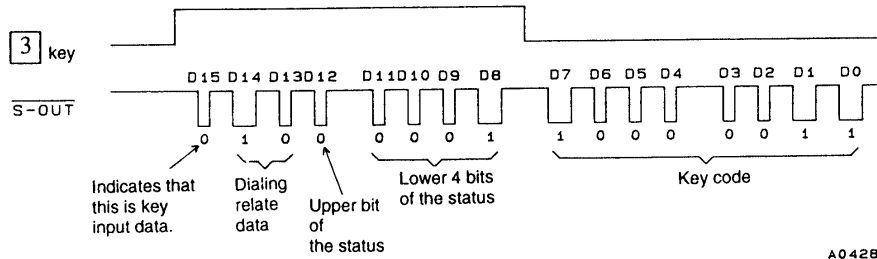 3 key
D15 D14 D13 D12 D11 D10 D9 D8 D7 D6 D5 D4 D3 D2 D1 D0
S-OUT
0 1 0 0 0 0 0 1 1 0 0 0 0 0 1 1
Indicates that
this is key
input data.
Dialing
relate
data
Upper bit
of
the status
Lower 4 bits
of the status
Key code
A0428